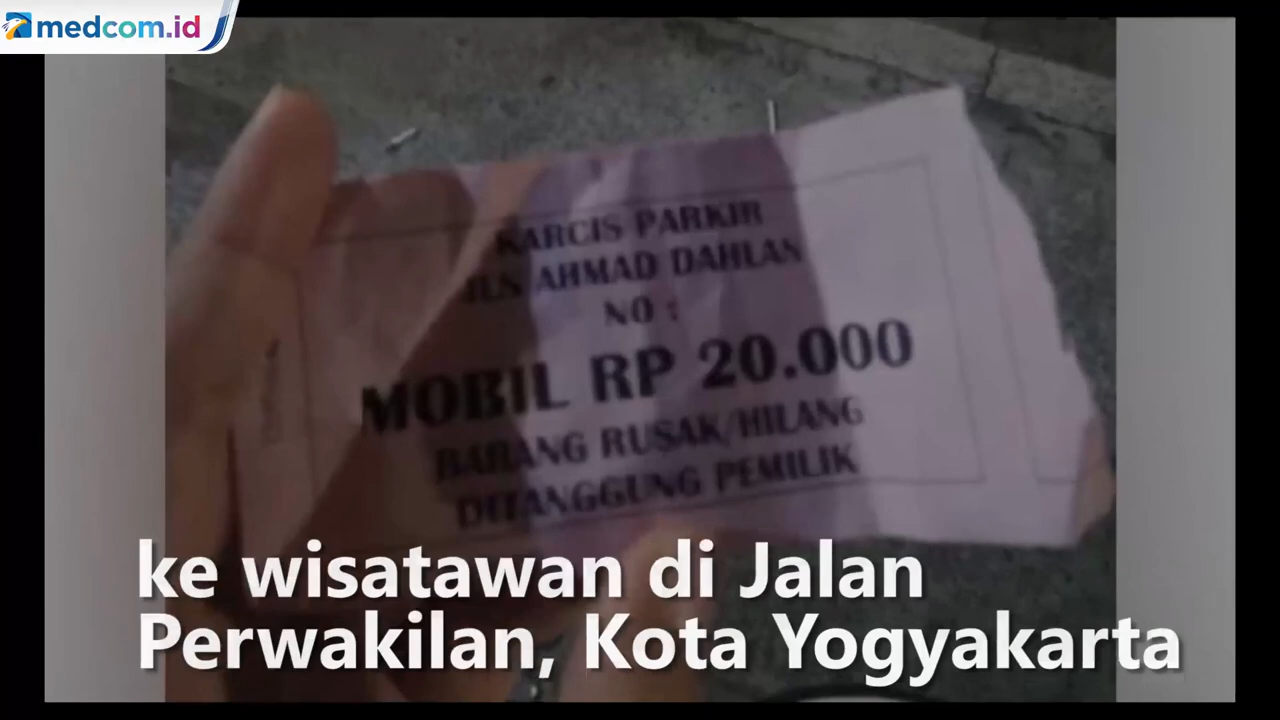 medcom.id
KARCIS PARKIR
JLN AHMAD DAHLAN
NO :
MOBIL RP 20.000
BARANG RUSAK/HILANG
DITANGGUNG PEMILIK
ke wisatawan di Jalan
Perwakilan, Kota Yogyakarta